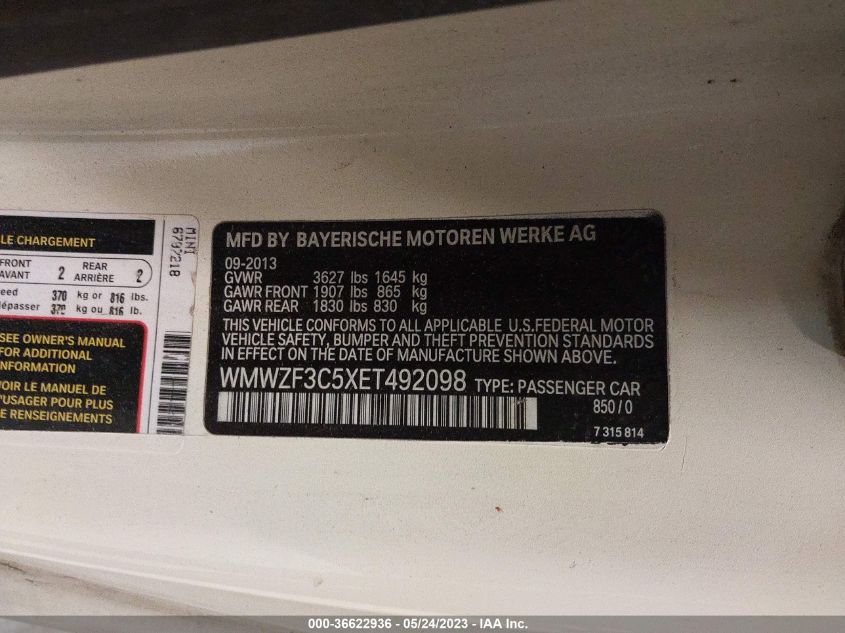 LE CHARGEMENT
FRONT
AVANT 2 REAR
ARRIÈRE 2
eed 370 kg or 816 lbs.
dépasser 370 kg ou 816 lb.
SEE OWNER'S MANUAL
FOR ADDITIONAL
INFORMATION
VOIR LE MANUEL DE
L'USAGER POUR PLUS
DE RENSEIGNEMENTS
MINI
6792218
MFD BY BAYERISCHE MOTOREN WERKE AG
09-2013
GVWR 3627 lbs 1645 kg
GAWR FRONT 1907 lbs 865 kg
GAWR REAR 1830 lbs 830 kg
THIS VEHICLE CONFORMS TO ALL APPLICABLE U.S.FEDERAL MOTOR
VEHICLE SAFETY, BUMPER AND THEFT PREVENTION STANDARDS
IN EFFECT ON THE DATE OF MANUFACTURE SHOWN ABOVE.
WMWZF3C5XET492098 TYPE: PASSENGER CAR
850/0
7 315 814
000-36622936 - 05/24/2023 - IAA Inc.